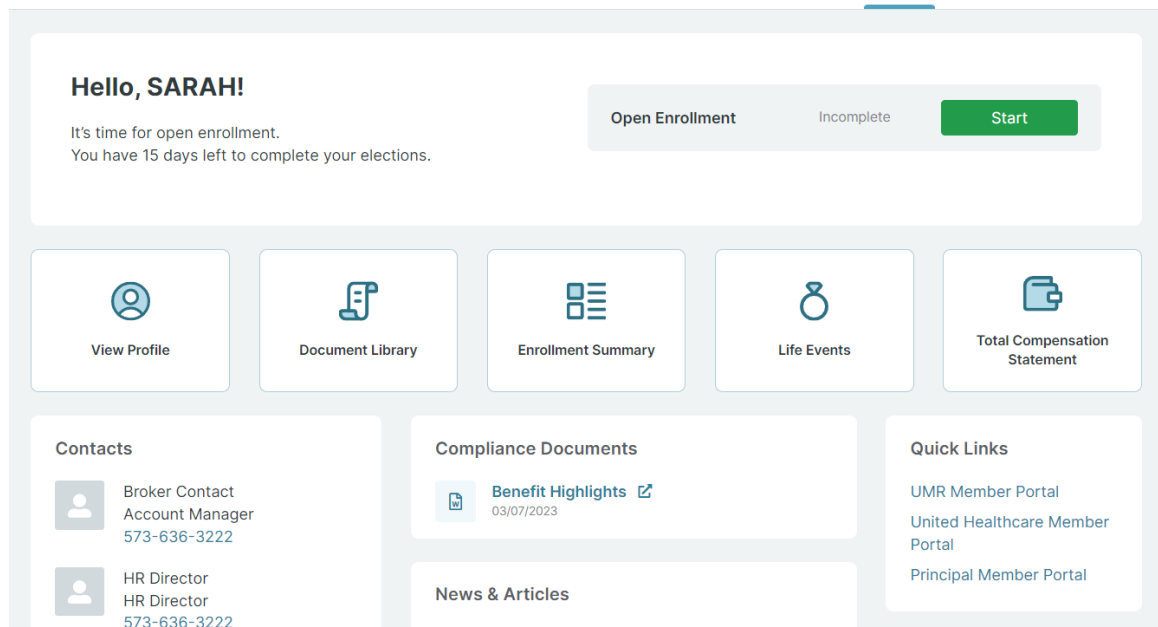 Hello, SARAH!
It's time for open enrollment.
You have 15 days left to complete your elections.
Open Enrollment
Incomplete
Start
View Profile
Document Library
Enrollment Summary
Life Events
Total Compensation
Statement
Contacts
Broker Contact
Account Manager
573-636-3222
HR Director
HR Director
573-636-3222
Compliance Documents
W
Benefit Highlights
03/07/2023
News & Articles
Quick Links
UMR Member Portal
United Healthcare Member
Portal
Principal Member Portal